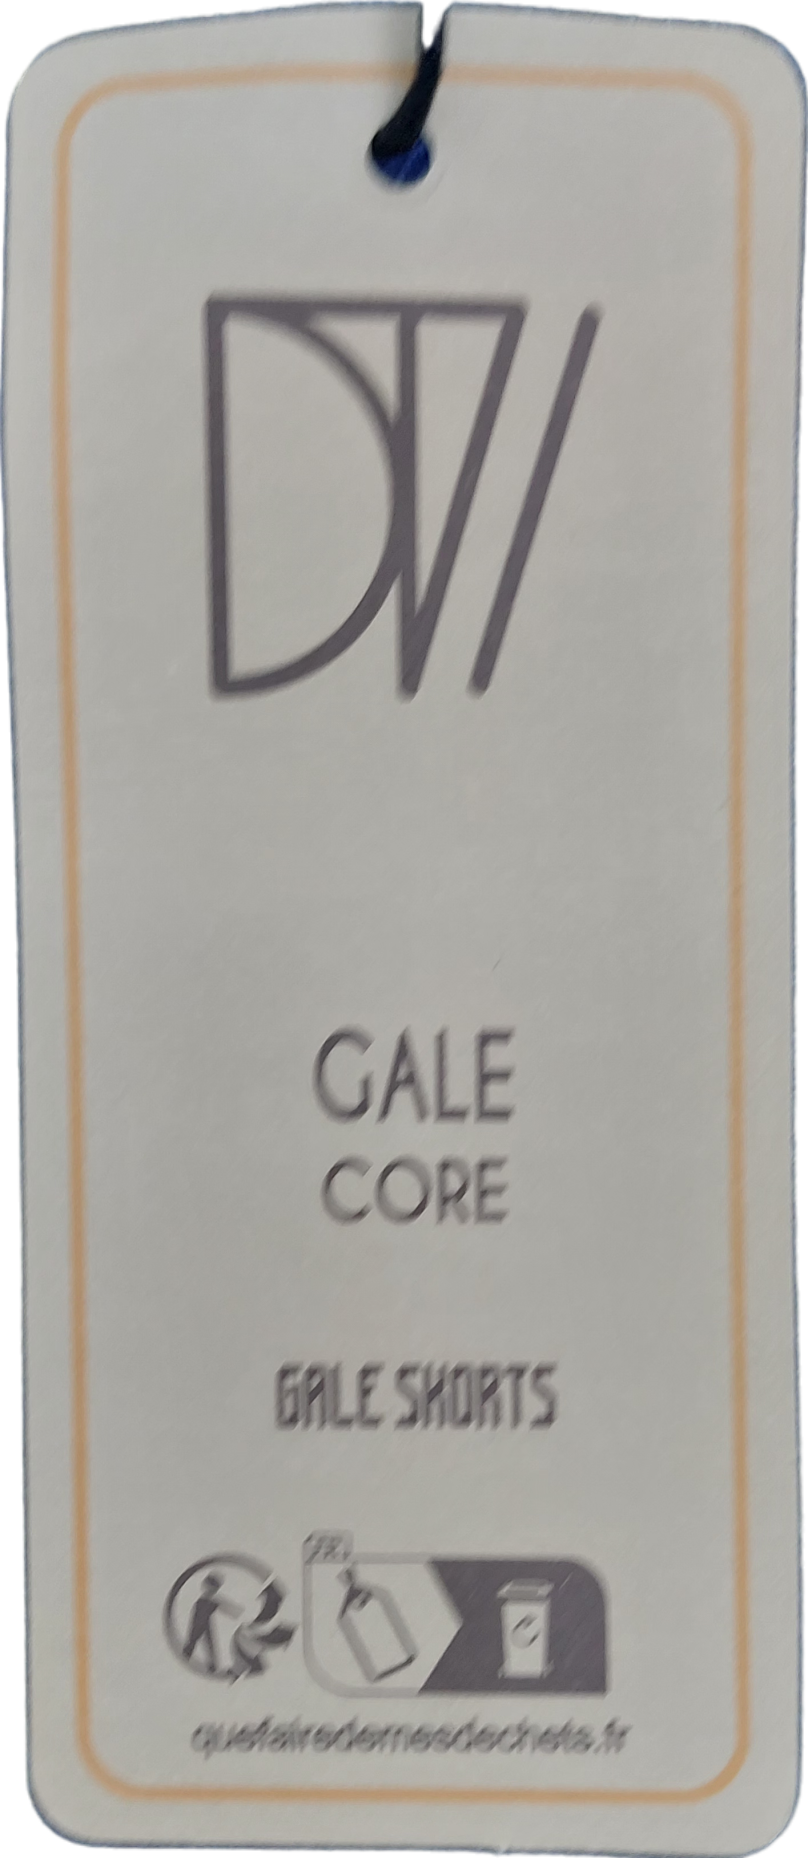 GALE
CORE
GALE SHORTS
FR
quefairedemesdechets.fr